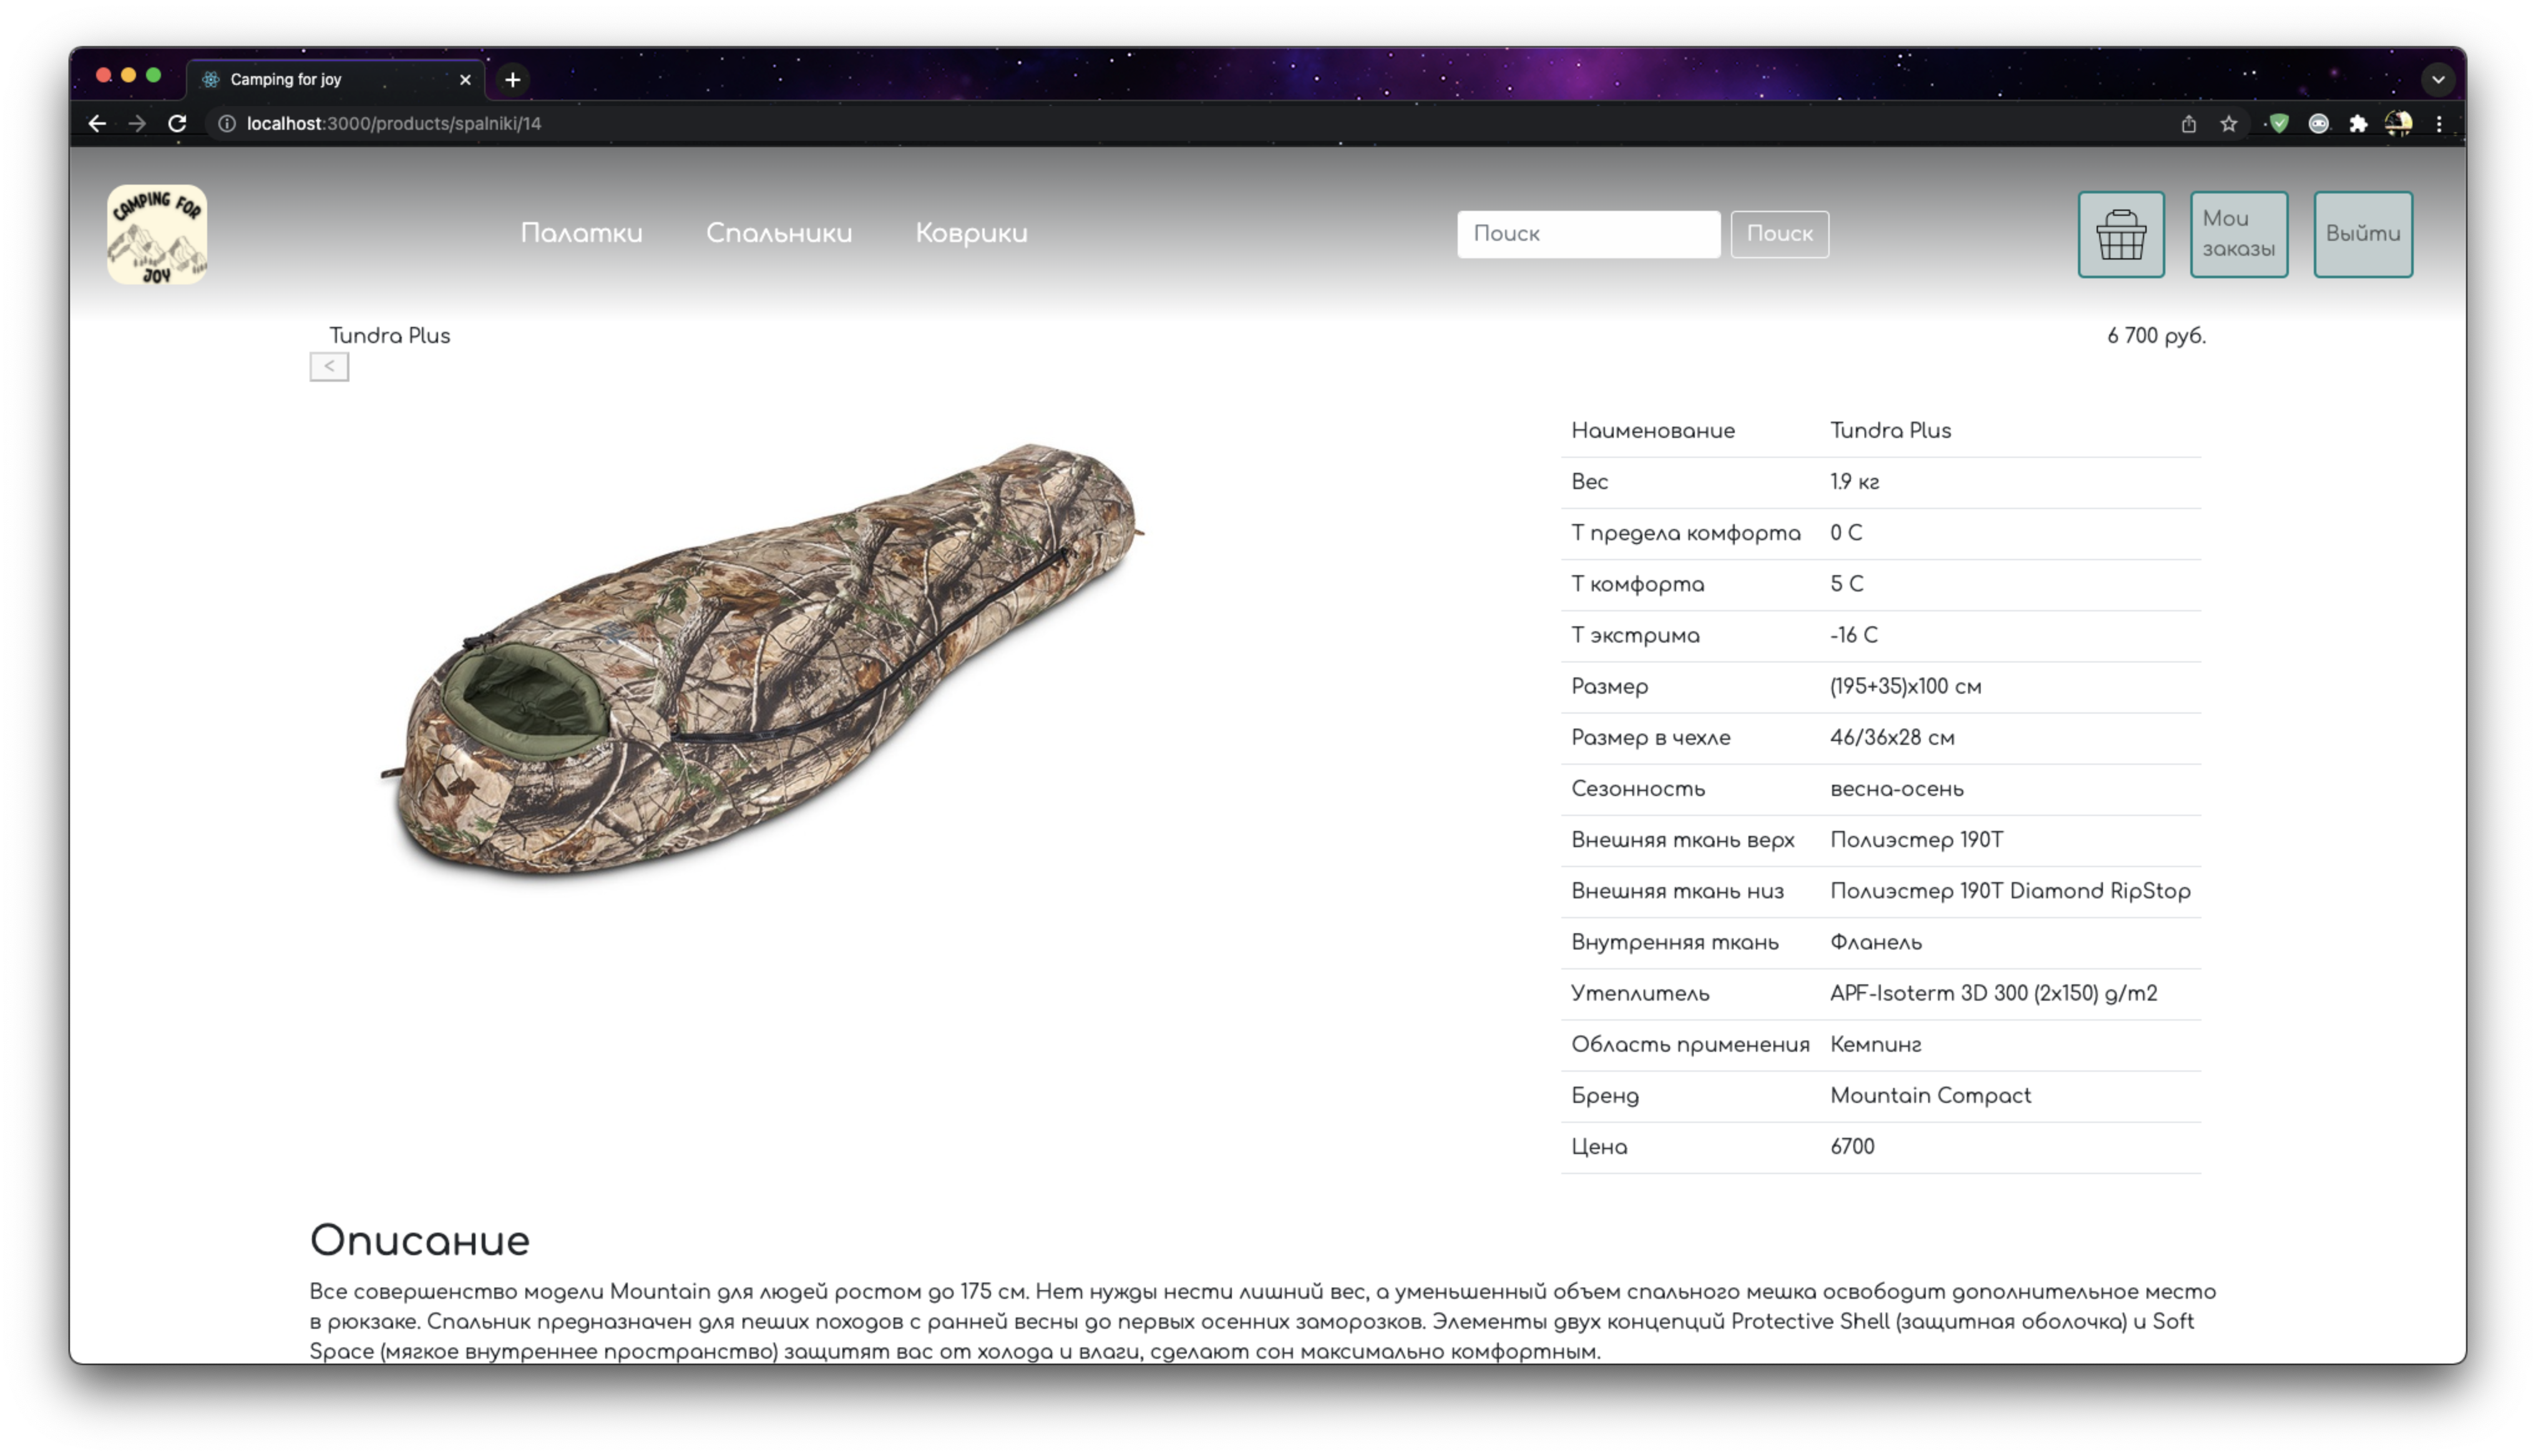 Camping for joy
localhost:3000/products/spalniki/14
CAMPING FOR
JOY
Палатки Спальники Коврики
Поиск Поиск
Мои
заказы
Выйти
Tundra Plus 6 700 руб.
<
Наименование Tundra Plus
Вес 1.9 кг
Т предела комфорта 0 С
Т комфорта 5 С
Т экстрима -16 С
Размер (195+35)x100 см
Размер в чехле 46/36x28 см
Сезонность весна-осень
Внешняя ткань верх Полиэстер 190T
Внешняя ткань низ Полиэстер 190T Diamond RipStop
Внутренняя ткань Фланель
Утеплитель APF-Isoterm 3D 300 (2x150) g/m2
Область применения Кемпинг
Бренд Mountain Compact
Цена 6700
Описание
Все совершенство модели Mountain для людей ростом до 175 см. Нет нужды нести лишний вес, а уменьшенный объем спального мешка освободит дополнительное место
в рюкзаке. Спальник предназначен для пеших походов с ранней весны до первых осенних заморозков. Элементы двух концепций Protective Shell (защитная оболочка) и Soft
Space (мягкое внутреннее пространство) защитят вас от холода и влаги, сделают сон максимально комфортным.